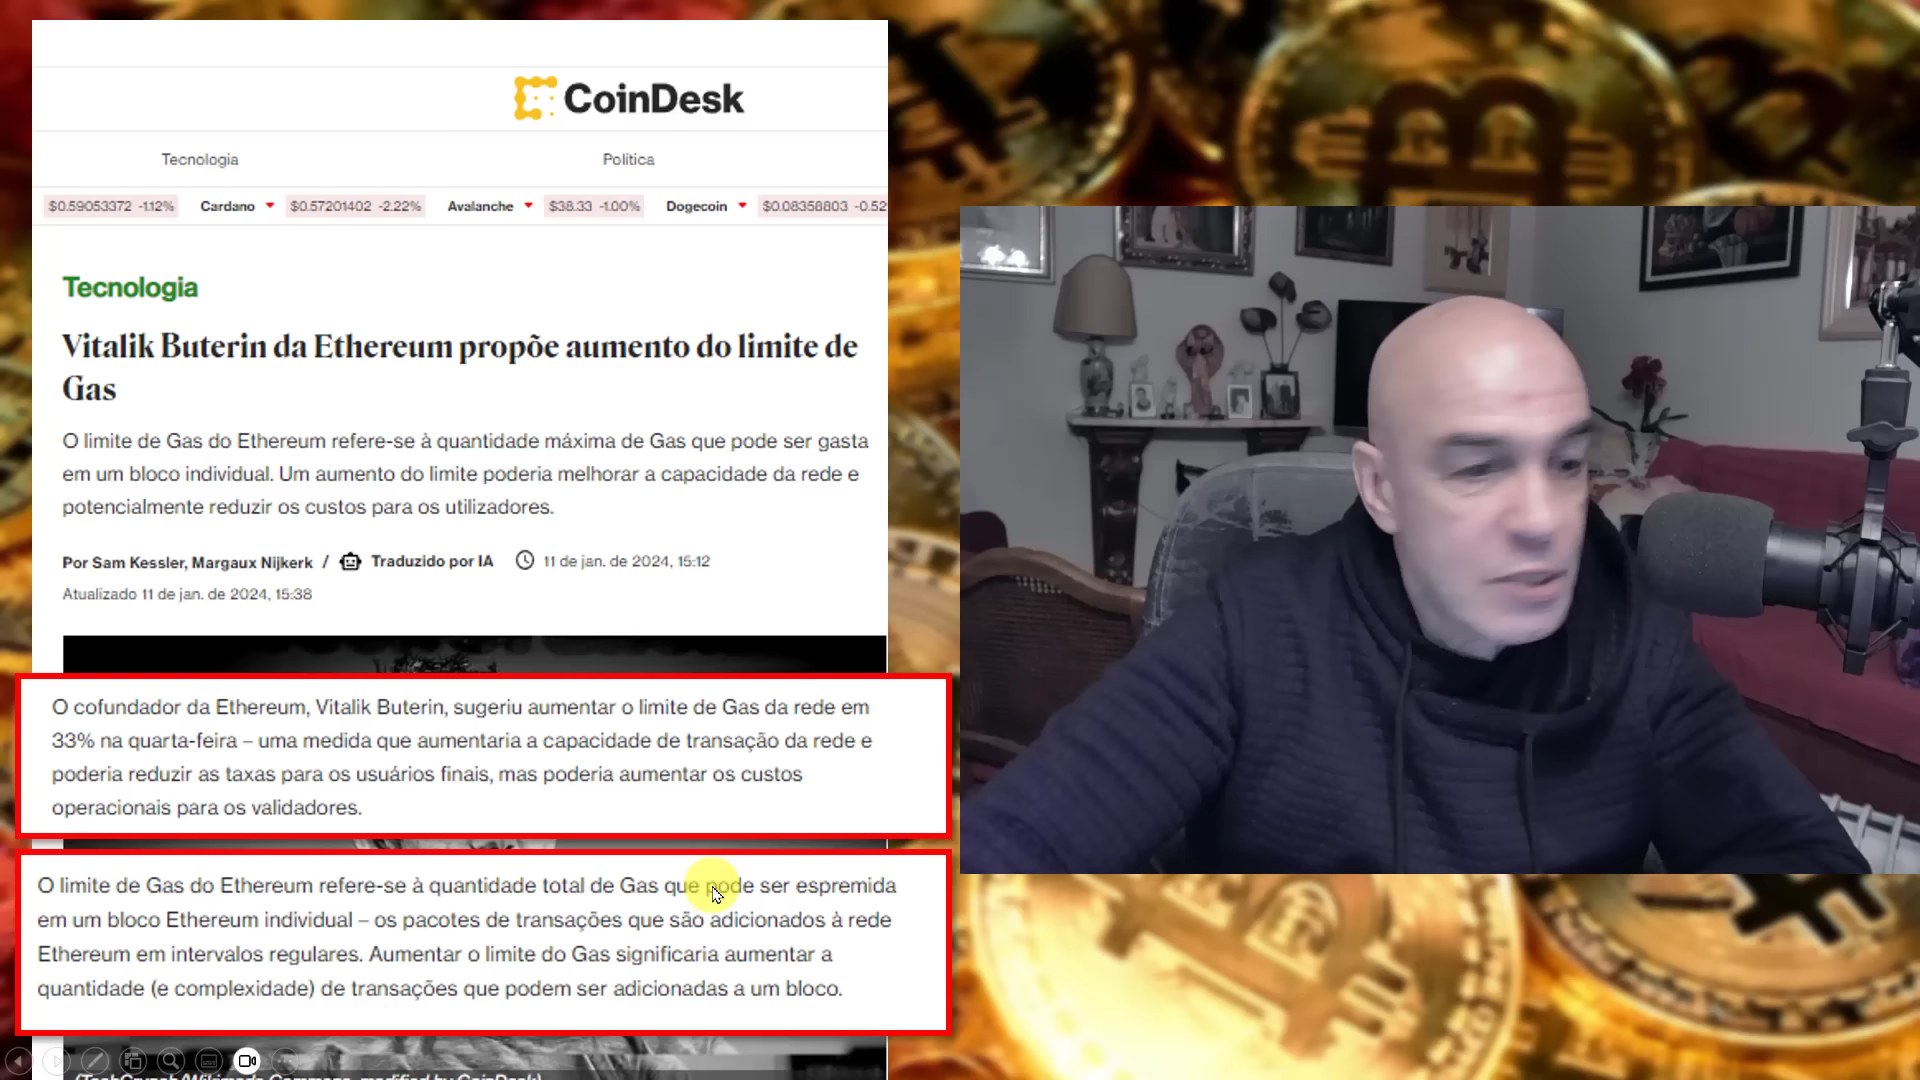 CoinDesk
Tecnologia
Política
$0.59053372 -1.12% Cardano $0.57201402 -2.22% Avalanche $38.33 -1.00% Dogecoin $0.08358803 -0.52
Tecnologia
Vitalik Buterin da Ethereum propõe aumento do limite de
Gas
O limite de Gas do Ethereum refere-se à quantidade máxima de Gas que pode ser gasta
em um bloco individual. Um aumento do limite poderia melhorar a capacidade da rede e
potencialmente reduzir os custos para os utilizadores.
Por Sam Kessler, Margaux Nijkerk / Traduzido por IA 11 de jan. de 2024, 15:12
Atualizado 11 de jan. de 2024, 15:38
O cofundador da Ethereum, Vitalik Buterin, sugeriu aumentar o limite de Gas da rede em
33% na quarta-feira – uma medida que aumentaria a capacidade de transação da rede e
poderia reduzir as taxas para os usuários finais, mas poderia aumentar os custos
operacionais para os validadores.
O limite de Gas do Ethereum refere-se à quantidade total de Gas que pode ser espremida
em um bloco Ethereum individual – os pacotes de transações que são adicionados à rede
Ethereum em intervalos regulares. Aumentar o limite do Gas significaria aumentar a
quantidade (e complexidade) de transações que podem ser adicionadas a um bloco.
(TechCrunch/Wikimedia Commons, modified by CoinDesk)